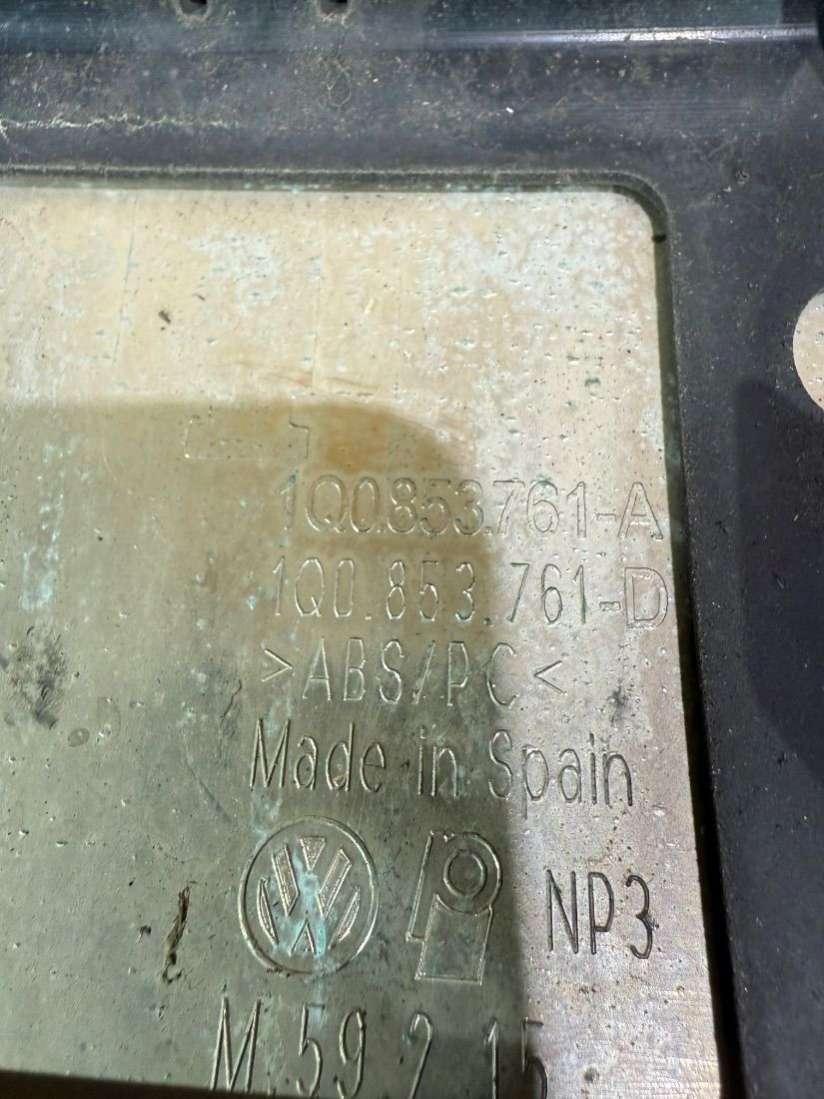 1Q0.853.761-A
1Q0.853.761-D
>ABS/PC<
Made in Spain
NP3
M.59 2 15